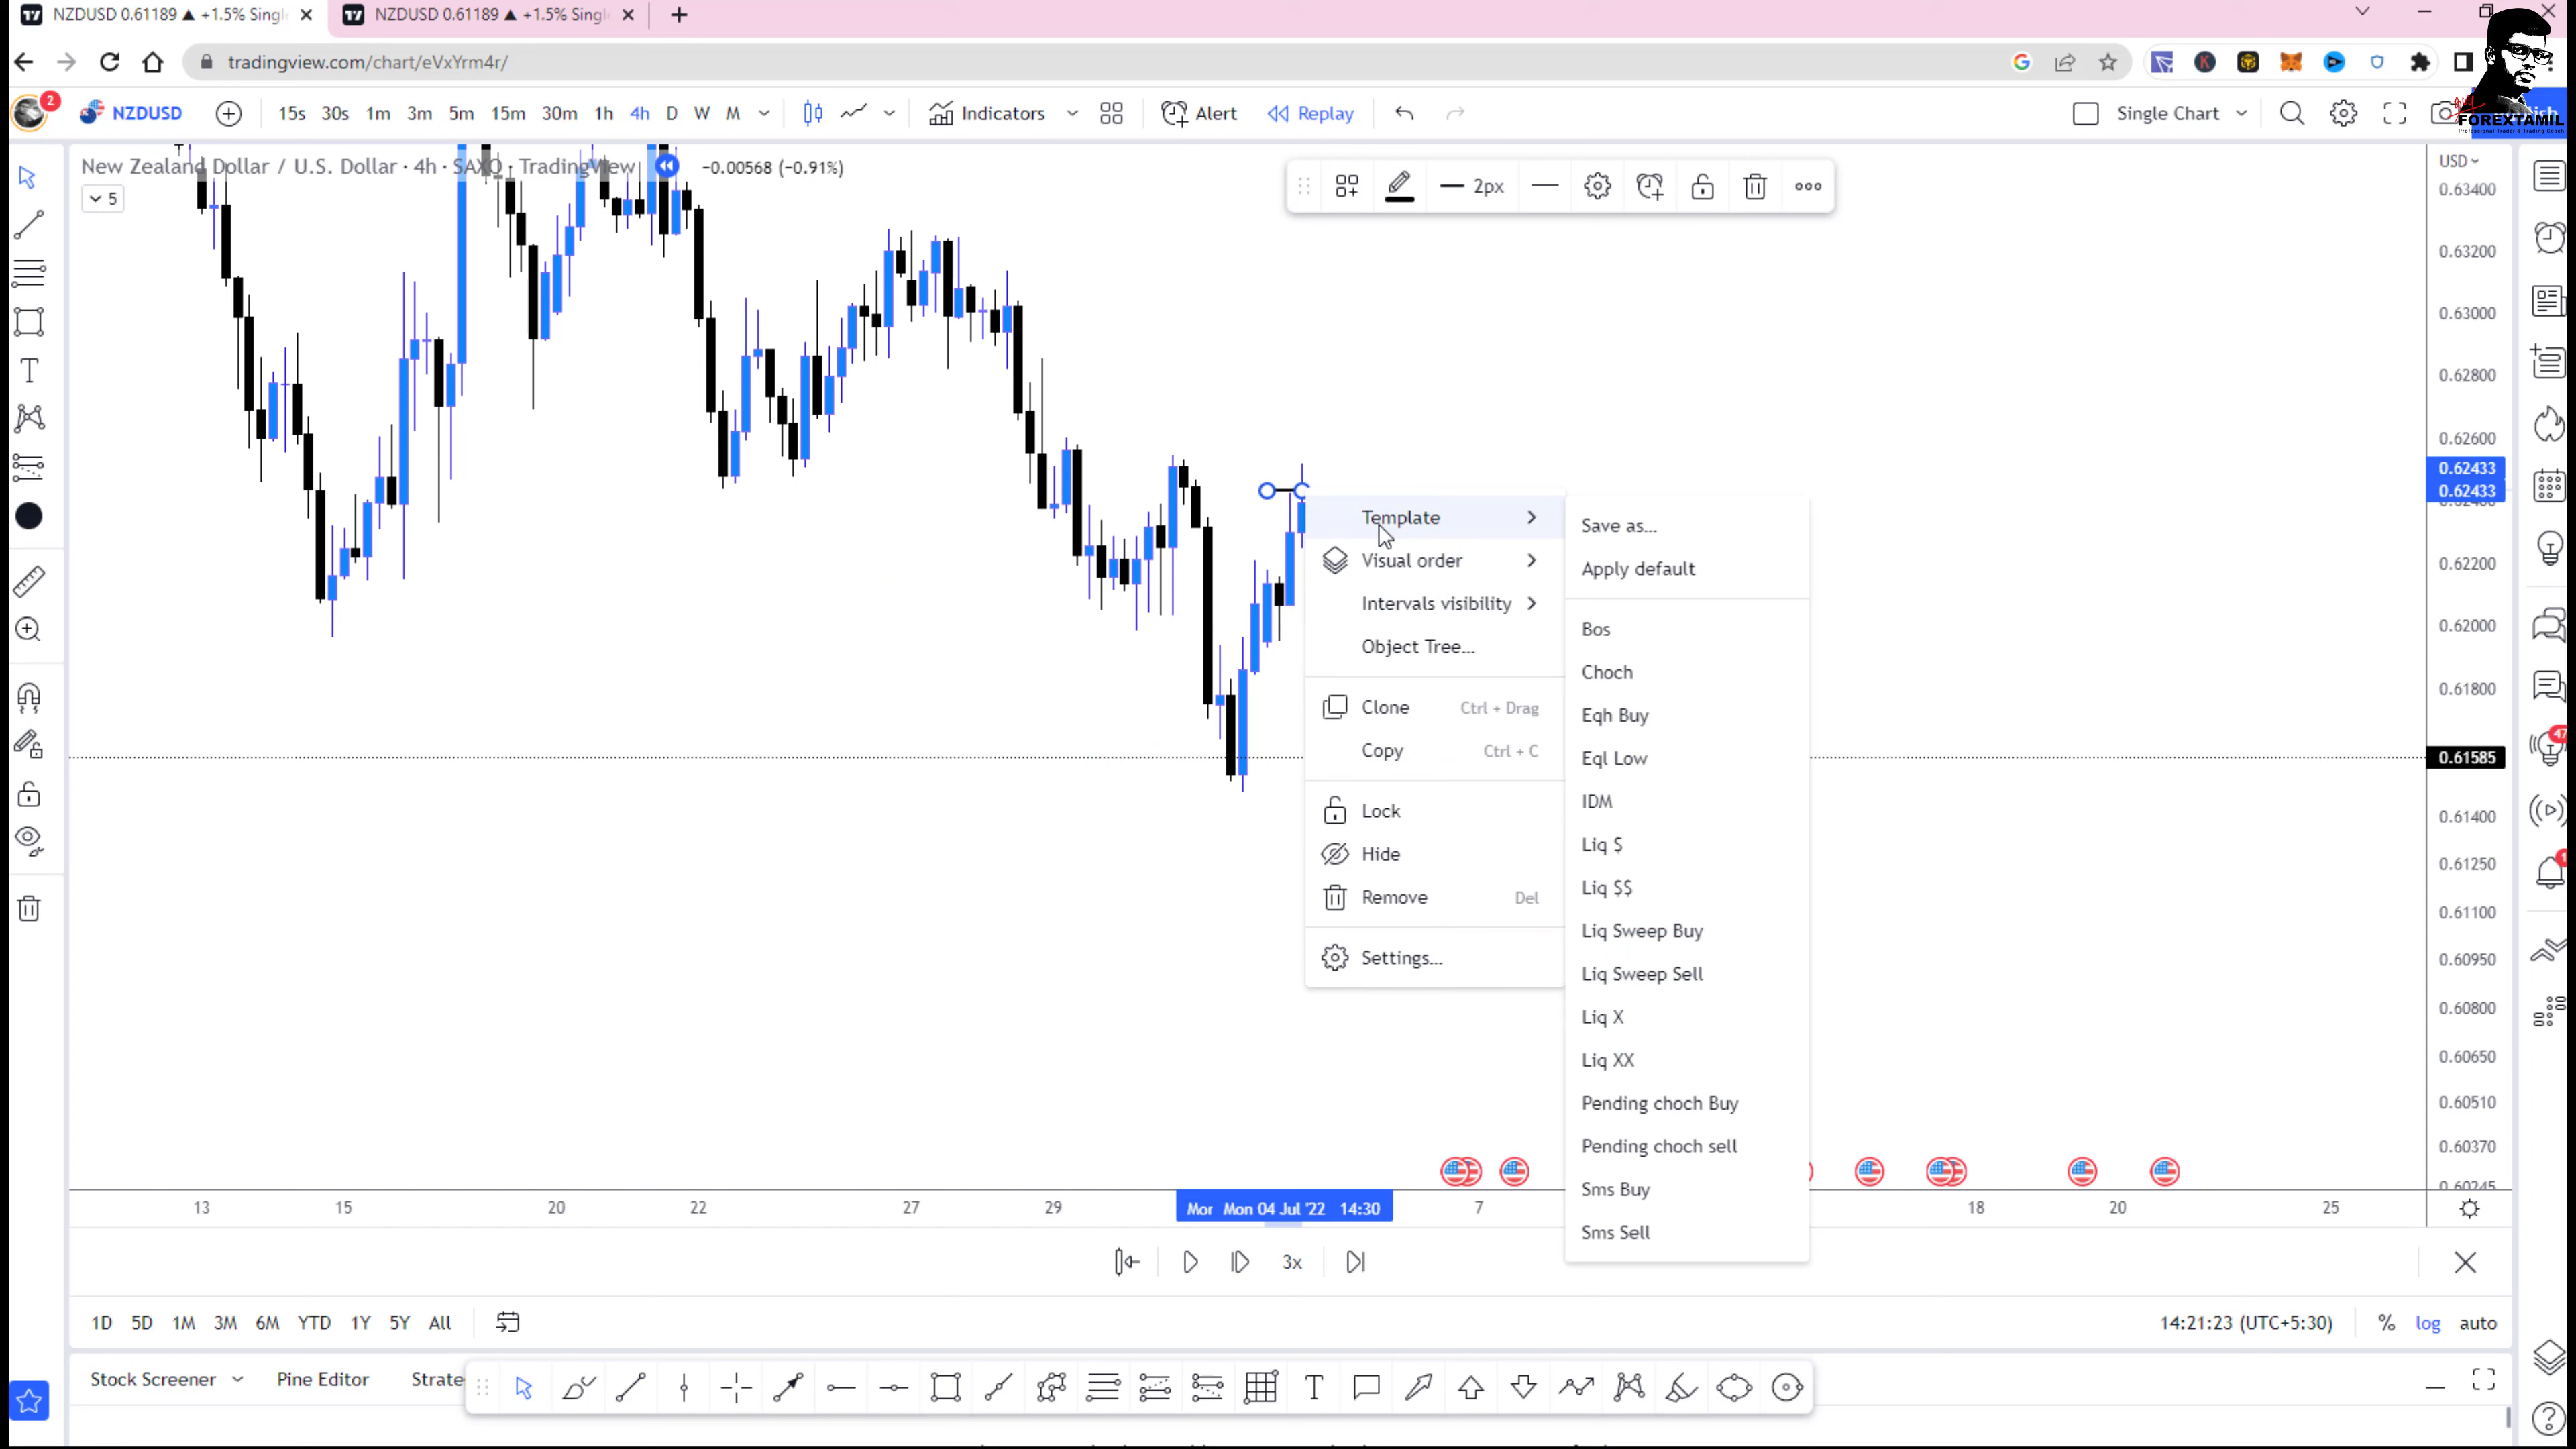 NZDUSD 0.61189 ▲ +1.5% Singl
NZDUSD 0.61189 ▲ +1.5% Singl
tradingview.com/chart/eVxYrm4r/
2
NZDUSD
15s 30s 1m 3m 5m 15m 30m 1h 4h D W M
Indicators
Alert
Replay
Single Chart
FOREXTAMIL
Professional Trader & Trading Coach
New Zealand Dollar / U.S. Dollar · 4h · SAXO · TradingView
−0.00568 (−0.91%)
5
2px
USD
0.63400
0.63200
0.63000
0.62800
0.62600
0.62433
0.62433
0.62200
0.62000
0.61800
0.61585
0.61400
0.61250
0.61100
0.60950
0.60800
0.60650
0.60510
0.60370
0.60245
Template
Visual order
Intervals visibility
Object Tree...
Clone Ctrl + Drag
Copy Ctrl + C
Lock
Hide
Remove Del
Settings...
Save as...
Apply default
Bos
Choch
Eqh Buy
Eql Low
IDM
Liq $
Liq $$
Liq Sweep Buy
Liq Sweep Sell
Liq X
Liq XX
Pending choch Buy
Pending choch sell
Sms Buy
Sms Sell
47
13 15 20 22 27 29 Mor Mon 04 Jul '22 14:30 7 18 20 25
3x
1D 5D 1M 3M 6M YTD 1Y 5Y All
14:21:23 (UTC+5:30) % log auto
Stock Screener Pine Editor Strate